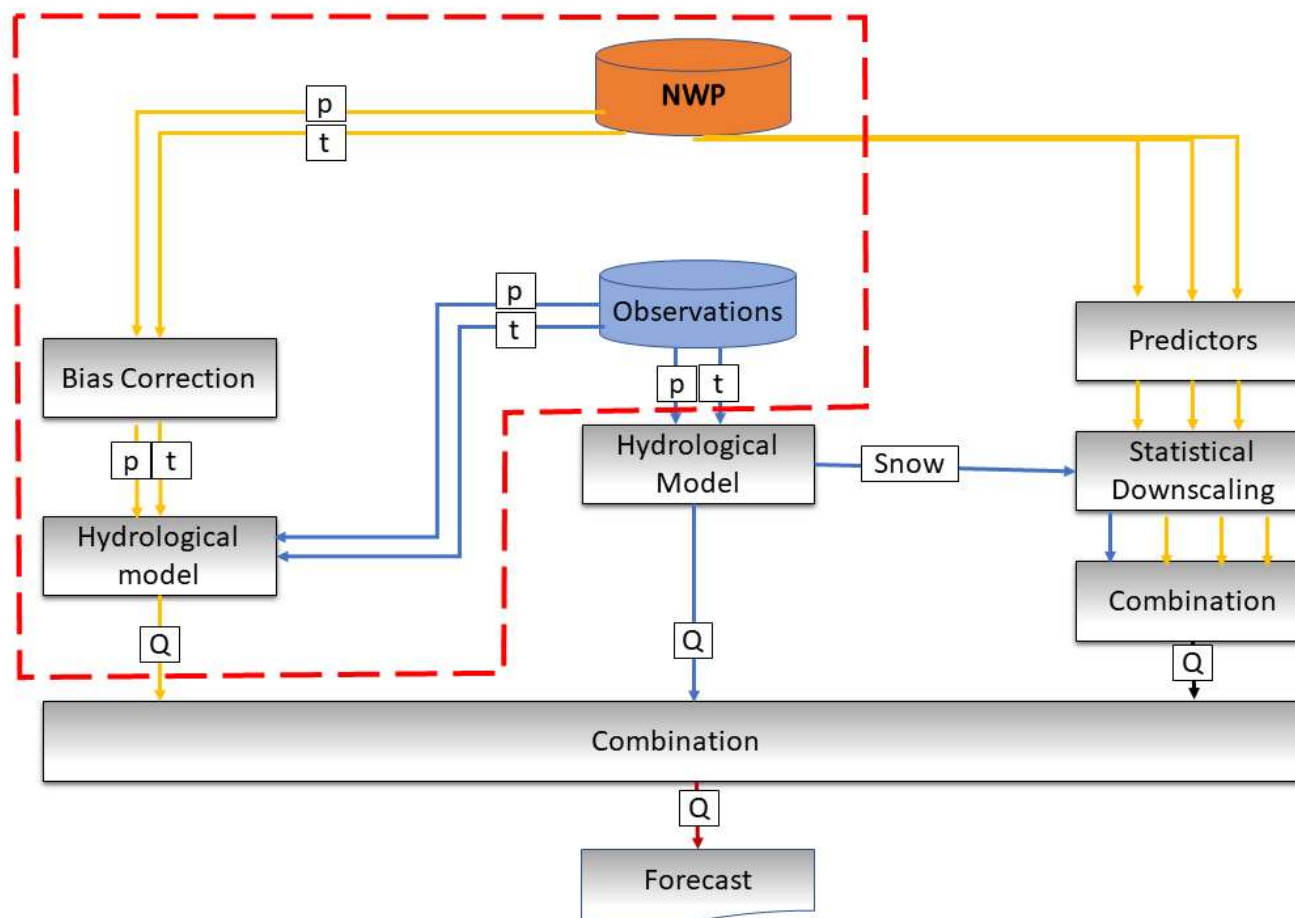 NWP
p
t
p
t
Observations
Predictors
Bias Correction
p
t
p
t
Hydrological
Model
Snow
Statistical
Downscaling
Hydrological
model
Combination
Q
Q
Q
Combination
Q
Forecast